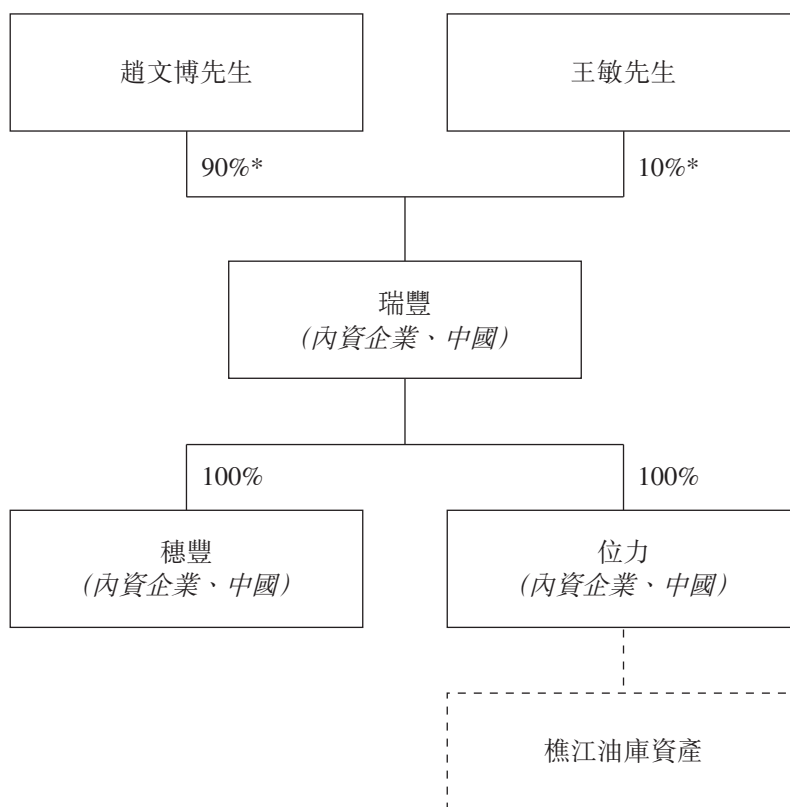 趙文博先生
王敏先生
90%*
10%*
瑞豐
(內資企業、中國)
100%
100%
穗豐
(內資企業、中國)
位力
(內資企業、中國)
樵江油庫資產